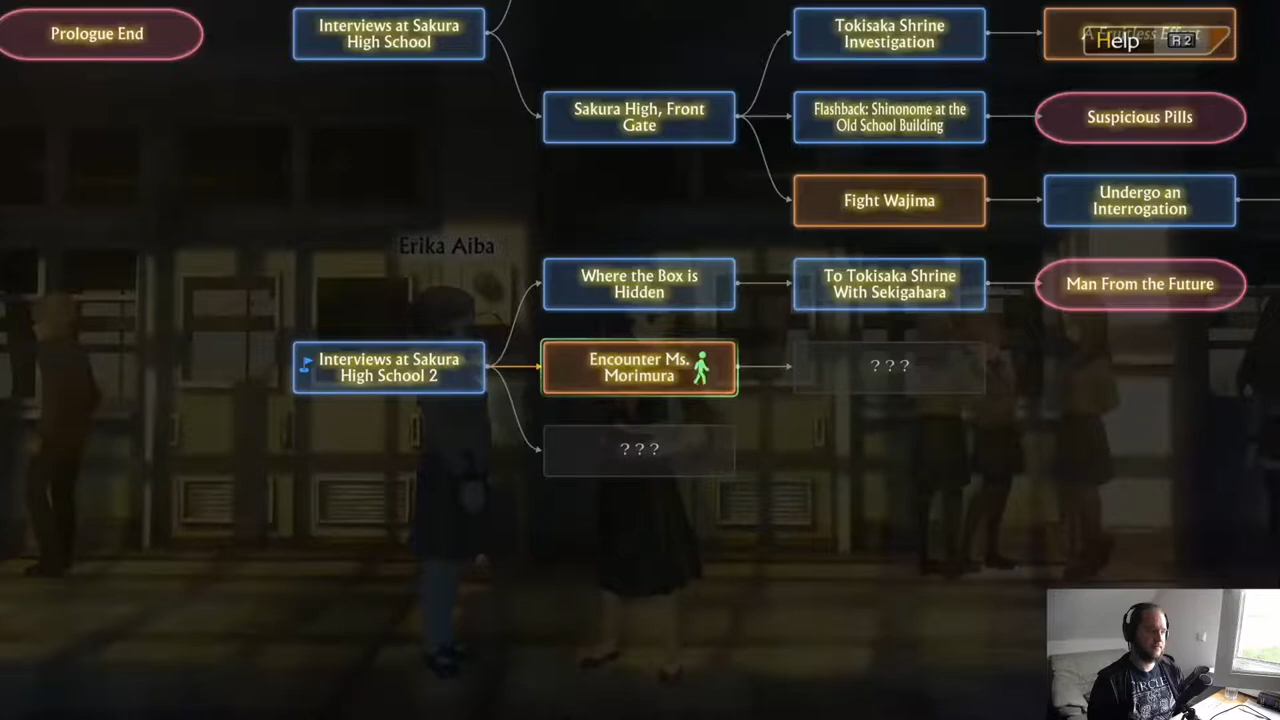 Prologue End
Interviews at Sakura
High School
Tokisaka Shrine
Investigation
Help R2
Sakura High, Front
Gate
Flashback: Shinonome at the
Old School Building
Suspicious Pills
Fight Wajima
Undergo an
Interrogation
Erika Aiba
Where the Box is
Hidden
To Tokisaka Shrine
With Sekigahara
Man From the Future
Interviews at Sakura
High School 2
Encounter Ms.
Morimura
? ? ?
? ? ?
CIRCLE